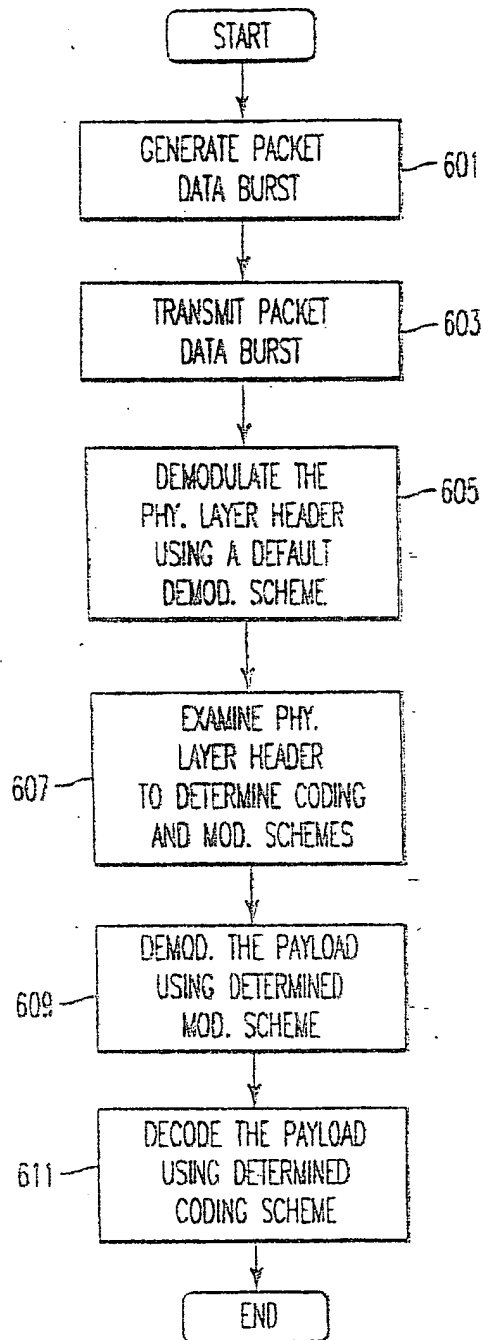 START
GENERATE PACKET
DATA BURST
601
TRANSMIT PACKET
DATA BURST
603
DEMODULATE THE
PHY. LAYER HEADER
USING A DEFAULT
DEMOD. SCHEME
605
EXAMINE PHY.
LAYER HEADER
TO DETERMINE CODING
AND MOD. SCHEMES
607
DEMOD. THE PAYLOAD
USING DETERMINED
MOD. SCHEME
609
DECODE THE PAYLOAD
USING DETERMINED
CODING SCHEME
611
END